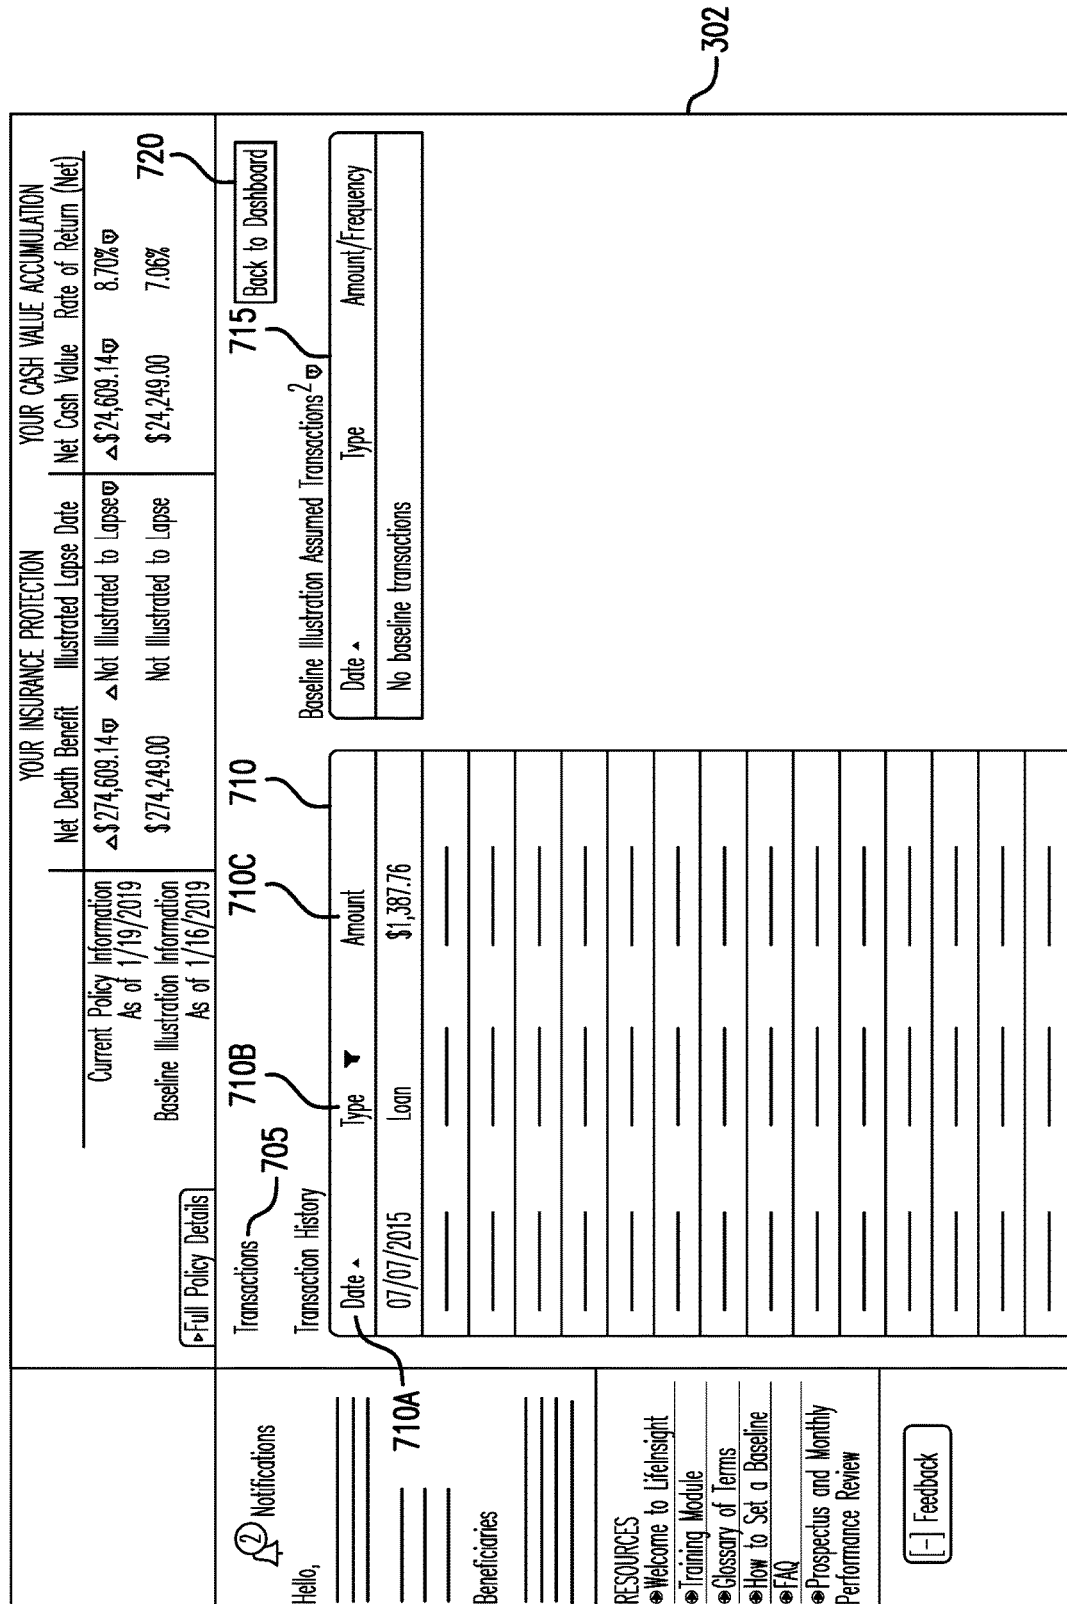 YOUR INSURANCE PROTECTION
YOUR CASH VALUE ACCUMULATION
Net Death Benefit
Illustrated Lapse Date
Net Cash Value
Rate of Return (Net)
Current Policy Information
As of 1/19/2019
$274,609.14
Not Illustrated to Lapse
$24,609.14
8.70%
Baseline Illustration Information
As of 1/16/2019
$274,249.00
Not Illustrated to Lapse
$24,249.00
7.06%
Full Policy Details
720
Back to Dashboard
2 Notifications
Hello,
Beneficiaries
RESOURCES
Welcome to LifeInsight
Training Module
Glossary of Terms
How to Set a Baseline
FAQ
Prospectus and Monthly
Performance Review
[-] Feedback
Transactions
705
710B
710C
710
715
Transaction History
Date
Type
Amount
07/07/2015
Loan
$1,387.76
710A
Baseline Illustration Assumed Transactions2
Date
Type
Amount/Frequency
No baseline transactions
302